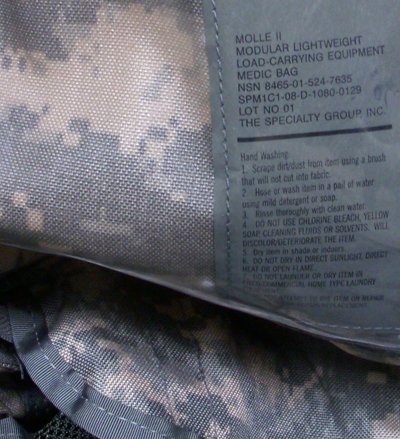 MOLLE II
MODULAR LIGHTWEIGHT
LOAD-CARRYING EQUIPMENT
MEDIC BAG
NSN 8465-01-524-7635
SPM1C1-08-D-1080-0129
LOT NO 01
THE SPECIALTY GROUP, INC.
Hand Washing:
1. Scrape dirt/dust from item using a brush
that will not cut into fabric.
2. Hose or wash item in a pail of water
using mild detergent or soap.
3. Rinse thoroughly with clean water.
4. DO NOT USE CHLORINE BLEACH, YELLOW
SOAP, CLEANING FLUIDS OR SOLVENTS. WILL
DISCOLOR/DETERIORATE THE ITEM.
5. Dry item in shade or indoors.
6. DO NOT DRY IN DIRECT SUNLIGHT, DIRECT
HEAT OR OPEN FLAME.
7. DO NOT LAUNDER OR DRY ITEM IN
COMMERCIAL HOME TYPE LAUNDRY
ITEM OR REPAIR
REPLACEMENT.